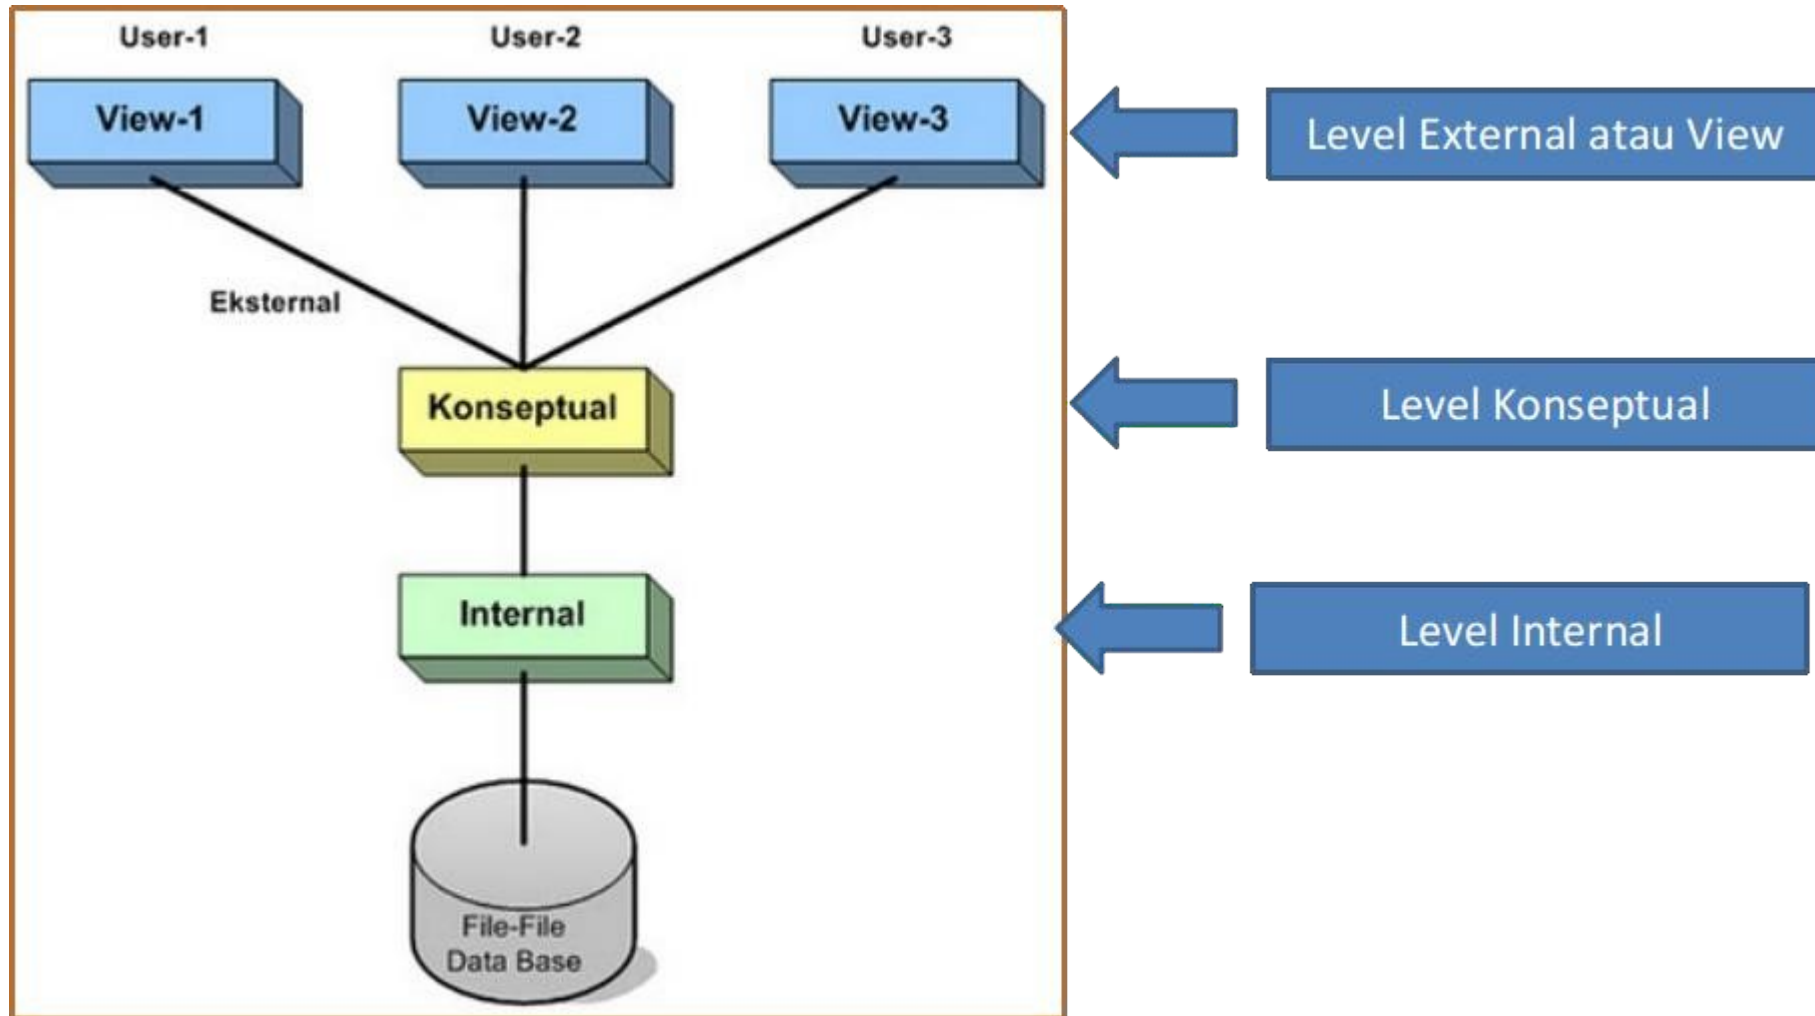 User-1
User-2
User-3
View-1
View-2
View-3
Level External atau View
Eksternal
Konseptual
Level Konseptual
Internal
Level Internal
File-File
Data Base